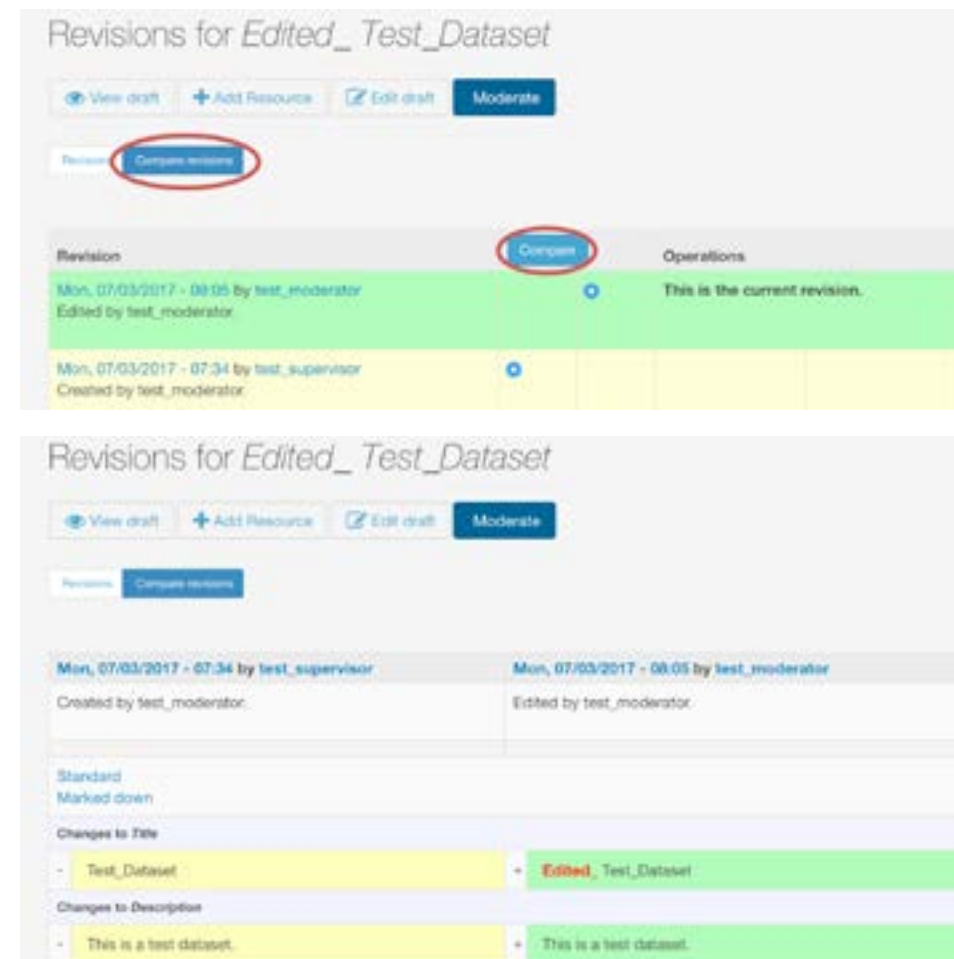 Revisions for Edited_ Test_Dataset
View draft Add Resource Edit draft Moderate
Revisions Compare revisions
Revision Compare Operations
Mon, 07/03/2017 - 08:05 by test_moderator This is the current revision.
Edited by test_moderator.
Mon, 07/03/2017 - 07:34 by test_supervisor
Created by test_moderator.
Revisions for Edited_ Test_Dataset
View draft Add Resource Edit draft Moderate
Revisions Compare revisions
Mon, 07/03/2017 - 07:34 by test_supervisor Mon, 07/03/2017 - 08:05 by test_moderator
Created by test_moderator. Edited by test_moderator.
Standard
Marked down
Changes to Title
- Test_Dataset + Edited_ Test_Dataset
Changes to Description
- This is a test dataset. + This is a test dataset.